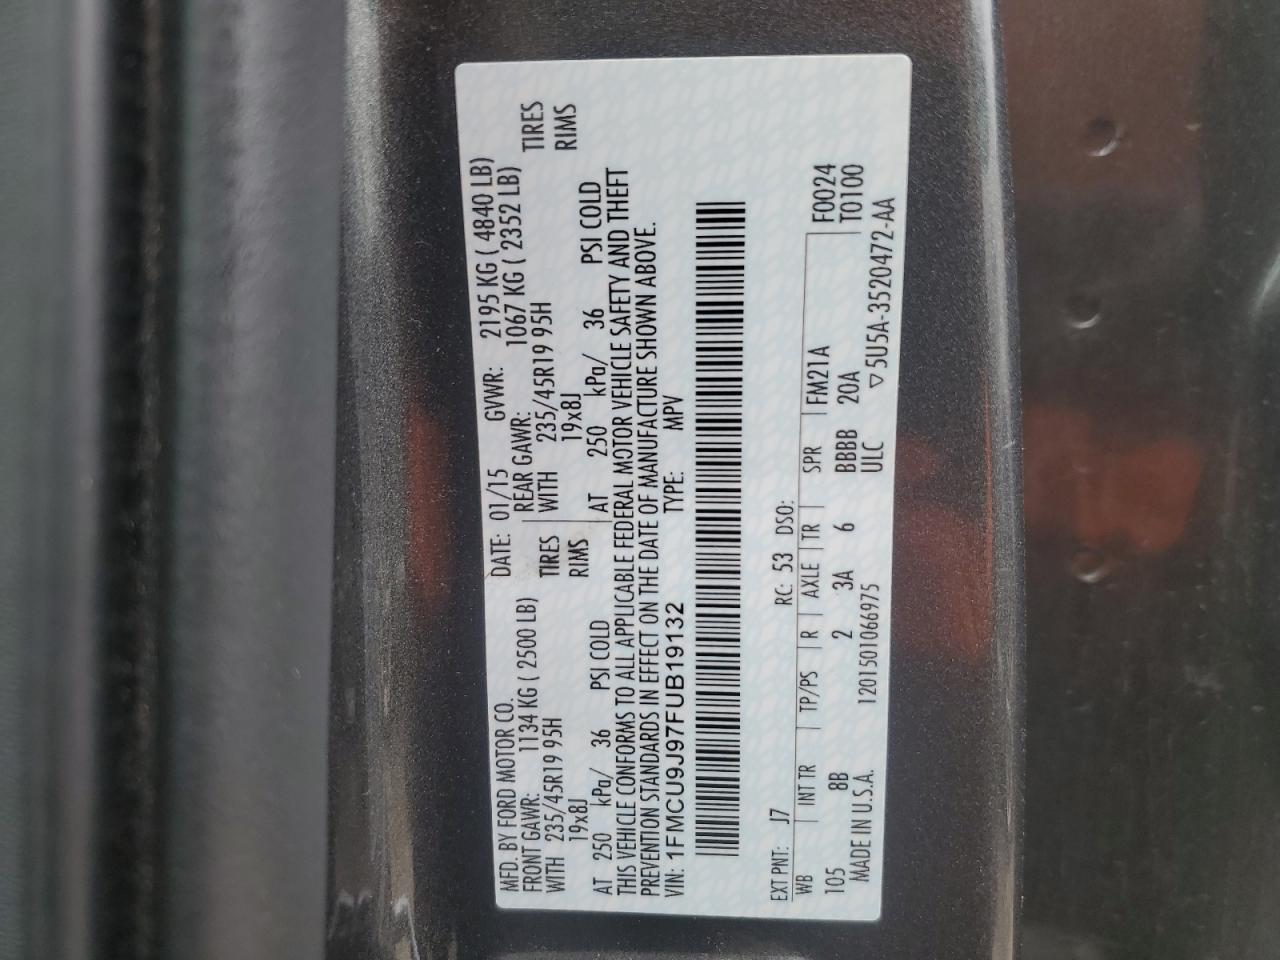 MFD. BY FORD MOTOR CO. DATE: 01/15 GVWR: 2195 KG ( 4840 LB)
FRONT GAWR: 1134 KG ( 2500 LB) REAR GAWR: 1067 KG ( 2352 LB)
WITH 235/45R19 95H TIRES WITH 235/45R19 95H TIRES
19x8J RIMS 19x8J RIMS
AT 250 kPa/ 36 PSI COLD AT 250 kPa/ 36 PSI COLD
THIS VEHICLE CONFORMS TO ALL APPLICABLE FEDERAL MOTOR VEHICLE SAFETY AND THEFT
PREVENTION STANDARDS IN EFFECT ON THE DATE OF MANUFACTURE SHOWN ABOVE.
VIN: 1FMCU9J97FUB19132 TYPE: MPV
EXT PNT: J7 RC: 53 DSO:
WB INT TR TP/PS R AXLE TR SPR FM21A F0024
105 8B 2 3A 6 BBBB 20A T0100
MADE IN U.S.A. 1201501066975 ULC ▽5U5A-3520472-AA